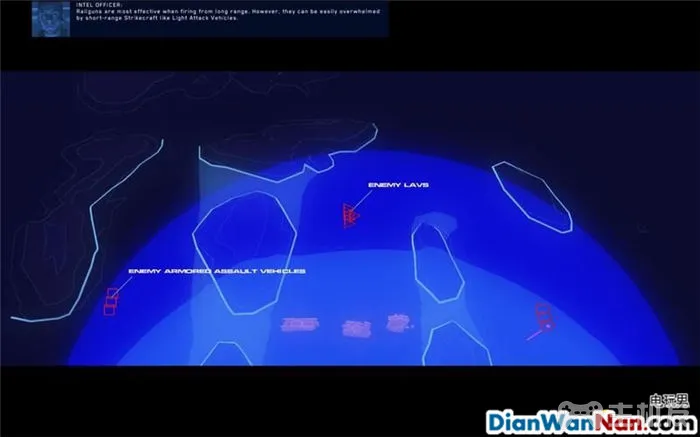 INTEL OFFICER:
Railguns are most effective when firing from long range. However, they can be easily overwhelmed
by short-range Strikecraft like Light Attack Vehicles.
ENEMY LAVS
ENEMY ARMORED ASSAULT VEHICLES
电玩男
DianWanNan.com